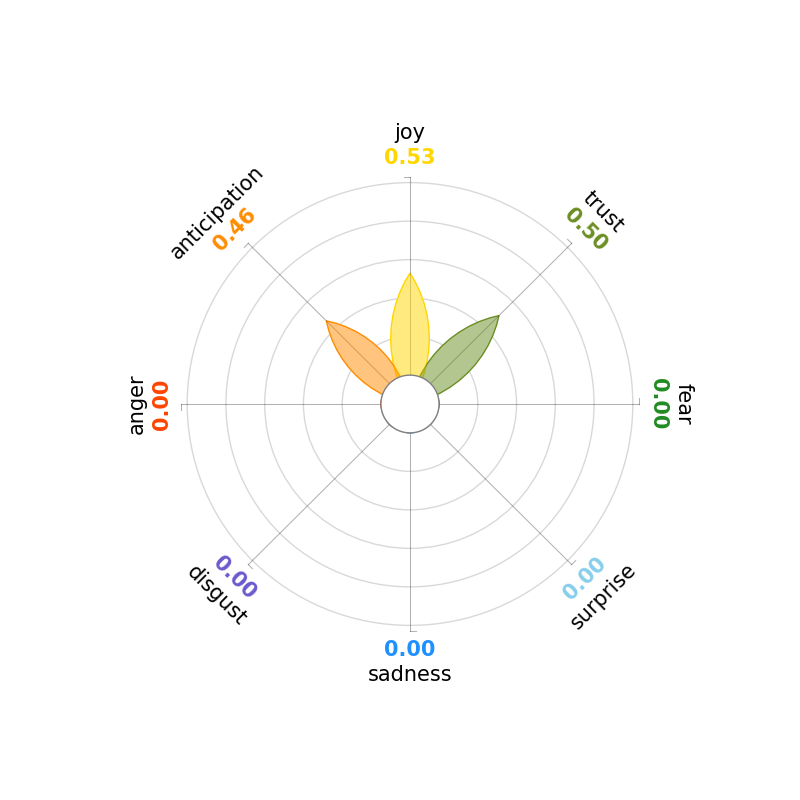 joy
0.53
anticipation
0.46
trust
0.50
anger
0.00
fear
0.00
disgust
0.00
surprise
0.00
0.00
sadness